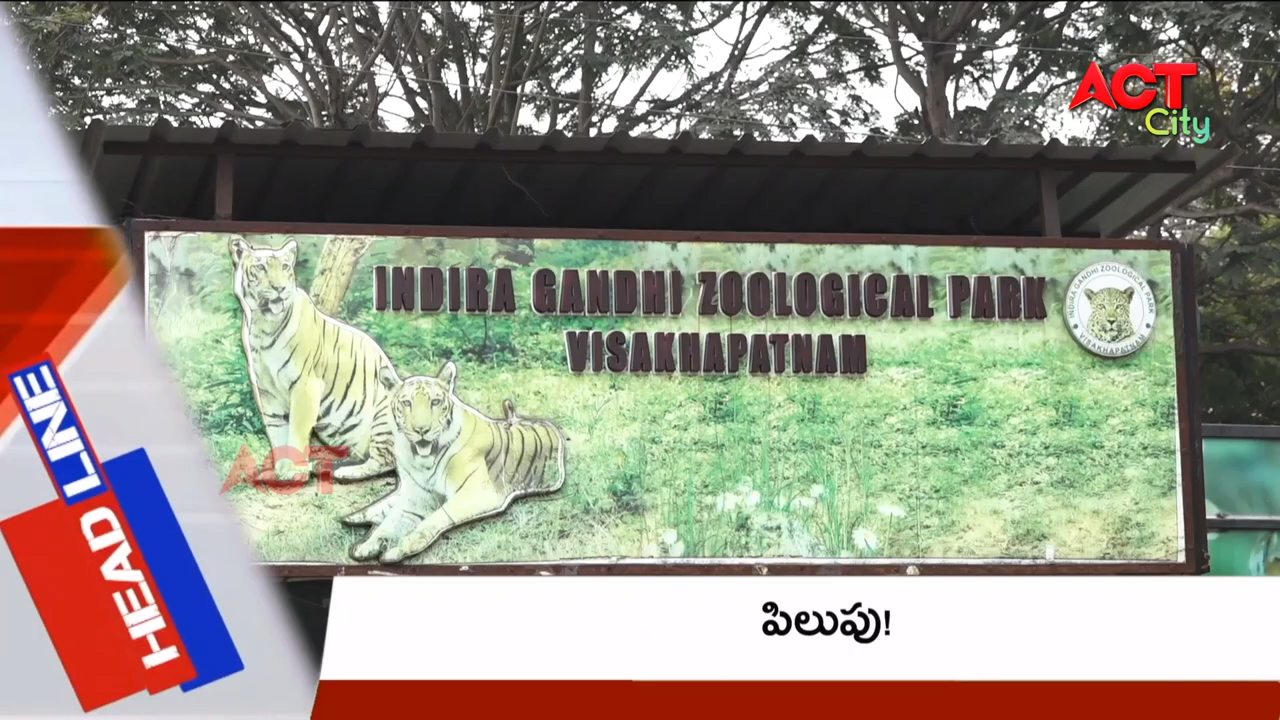 ACT
City
INDIRA GANDHI ZOOLOGICAL PARK
VISAKHAPATNAM
INDIRA GANDHI ZOOLOGICAL PARK
VISAKHAPATNAM
ACT
HEAD LINE
పిలుపు!